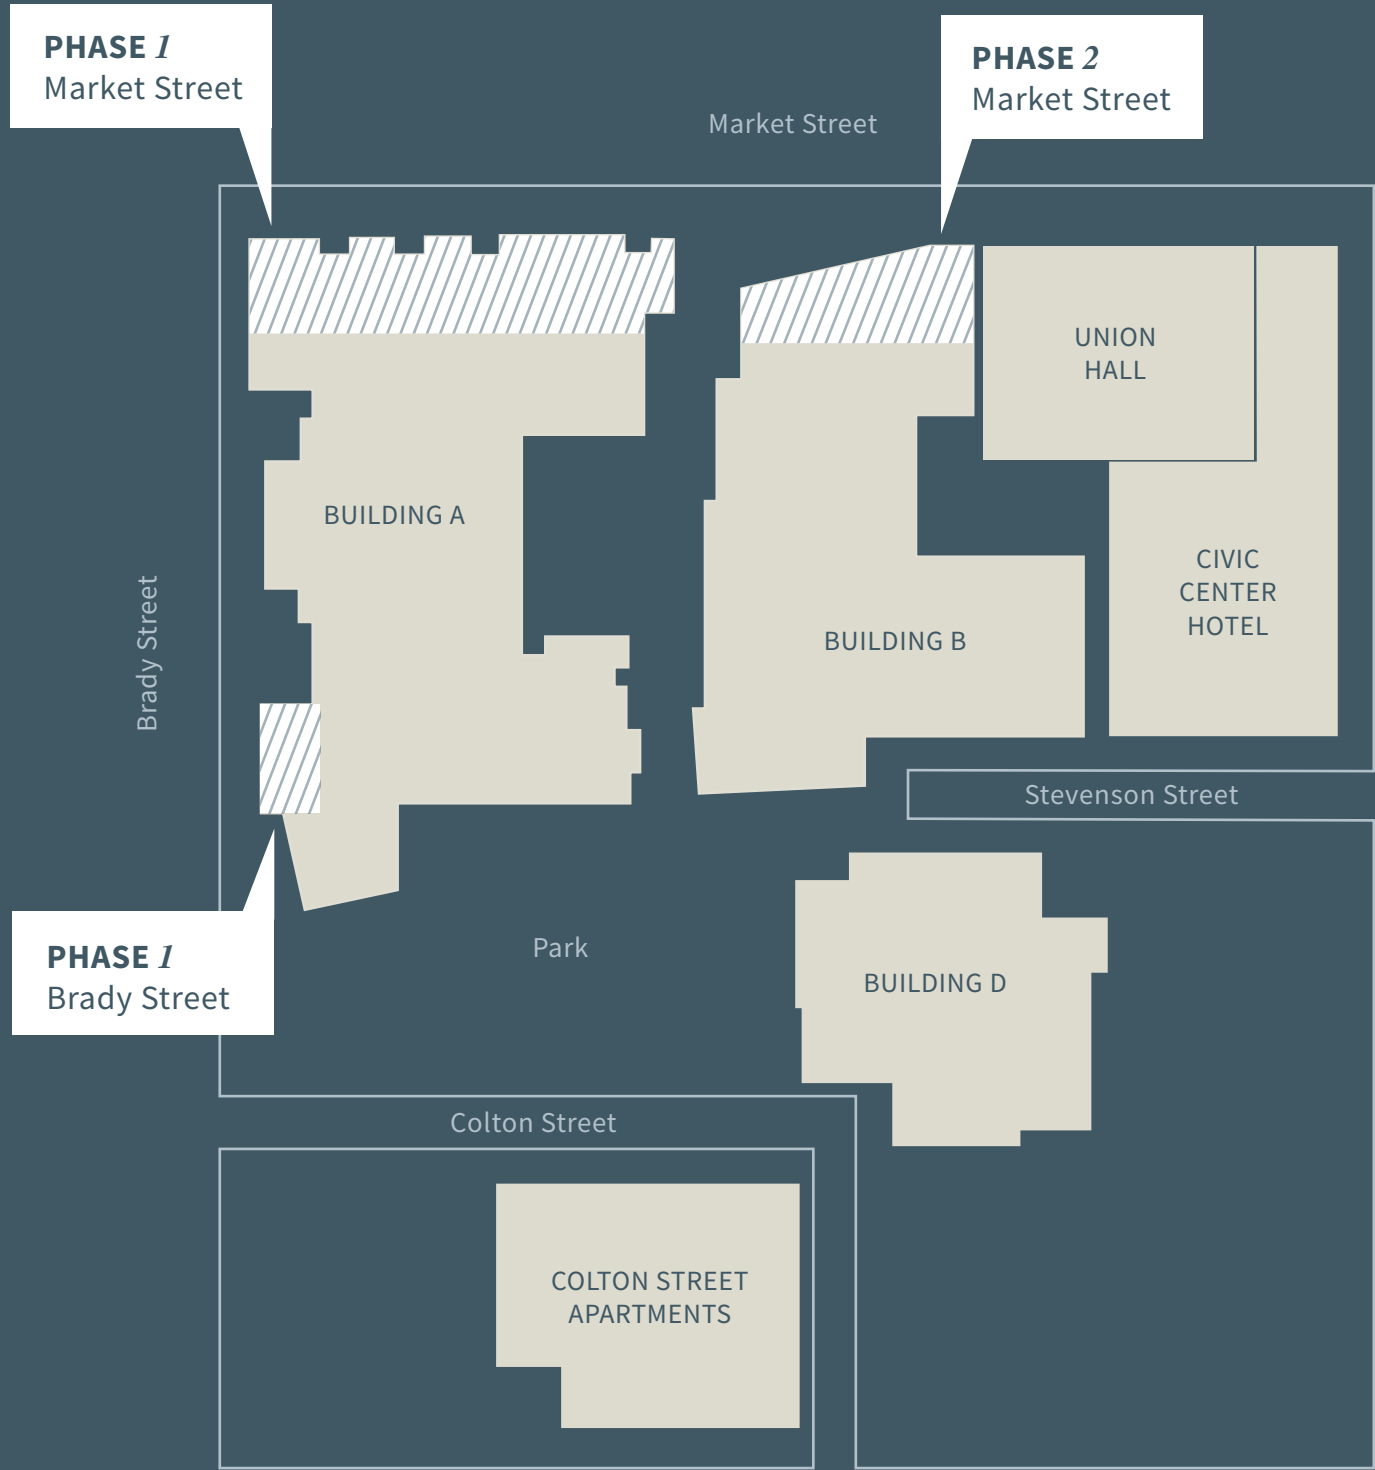 PHASE 1
Market Street
PHASE 2
Market Street
Market Street
UNION
HALL
BUILDING A
CIVIC
CENTER
HOTEL
Brady Street
BUILDING B
Stevenson Street
PHASE 1
Brady Street
Park
BUILDING D
Colton Street
COLTON STREET
APARTMENTS